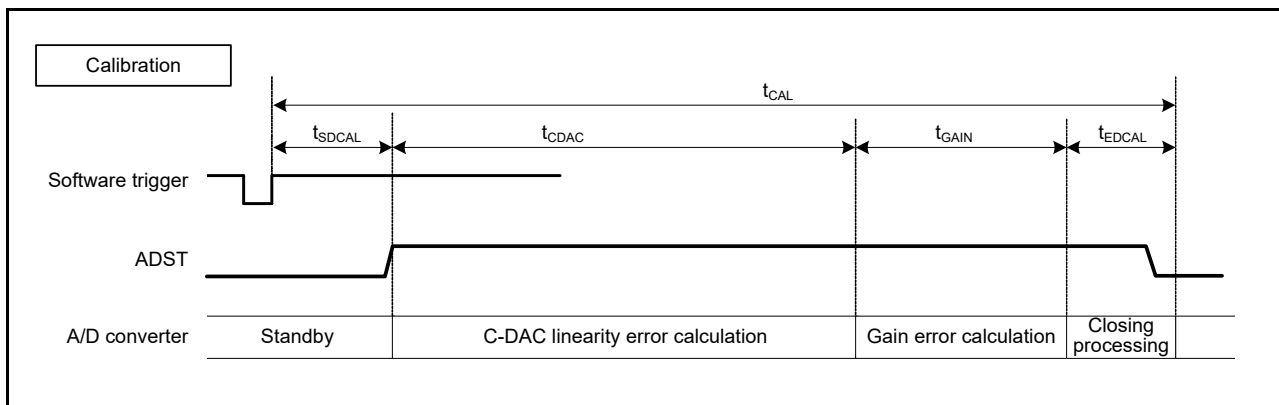 Calibration
tCAL
tSDCAL
tCDAC
tGAIN
tEDCAL
Software trigger
ADST
A/D converter
Standby
C-DAC linearity error calculation
Gain error calculation
Closing
processing